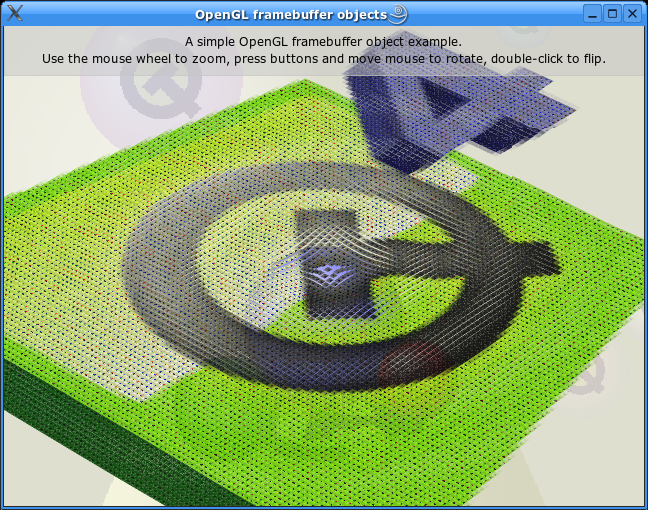 OpenGL framebuffer objects
A simple OpenGL framebuffer object example.
Use the mouse wheel to zoom, press buttons and move mouse to rotate, double-click to flip.
4